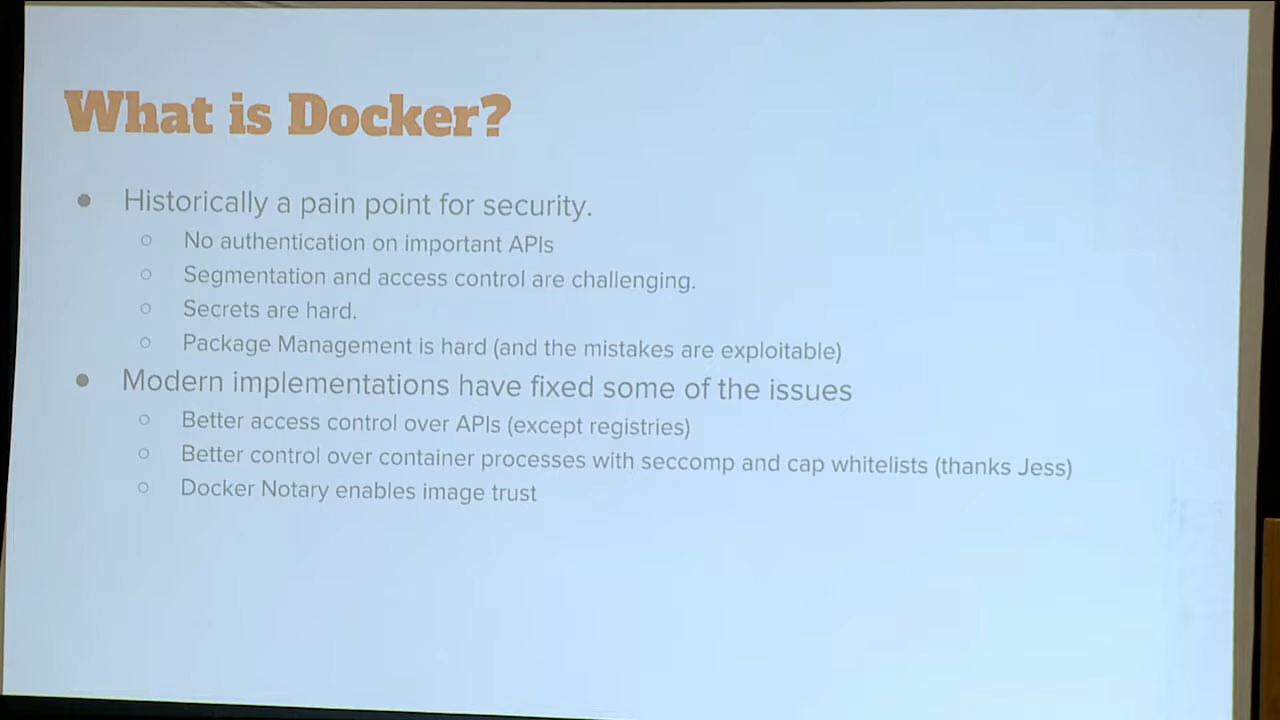 What is Docker?
● Historically a pain point for security.
○ No authentication on important APIs
○ Segmentation and access control are challenging.
○ Secrets are hard.
○ Package Management is hard (and the mistakes are exploitable)
● Modern implementations have fixed some of the issues
○ Better access control over APIs (except registries)
○ Better control over container processes with seccomp and cap whitelists (thanks Jess)
○ Docker Notary enables image trust